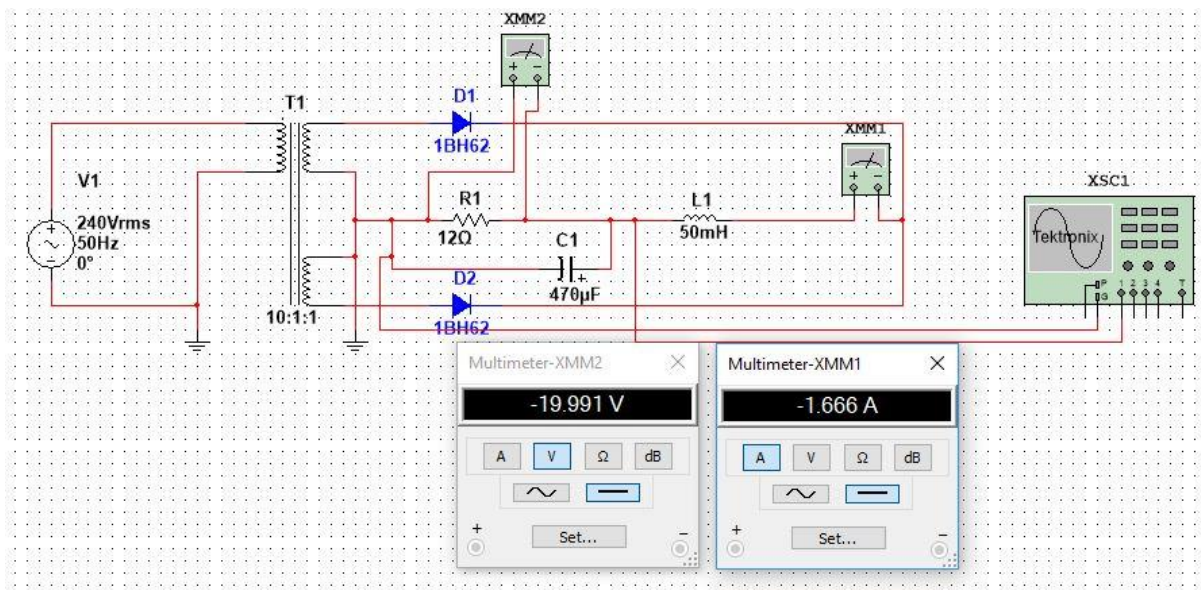 XMM2
+ −
T1
D1
1BH62
XMM1
+ −
V1
240Vrms
50Hz
0°
R1
12Ω
L1
50mH
XSC1
Tektronix
P
G
1 2 3 4 T
C1
+
470µF
D2
1BH62
10:1:1
Multimeter-XMM2
-19.991 V
A V Ω dB
+ −
Set...
Multimeter-XMM1
-1.666 A
A V Ω dB
+ −
Set...